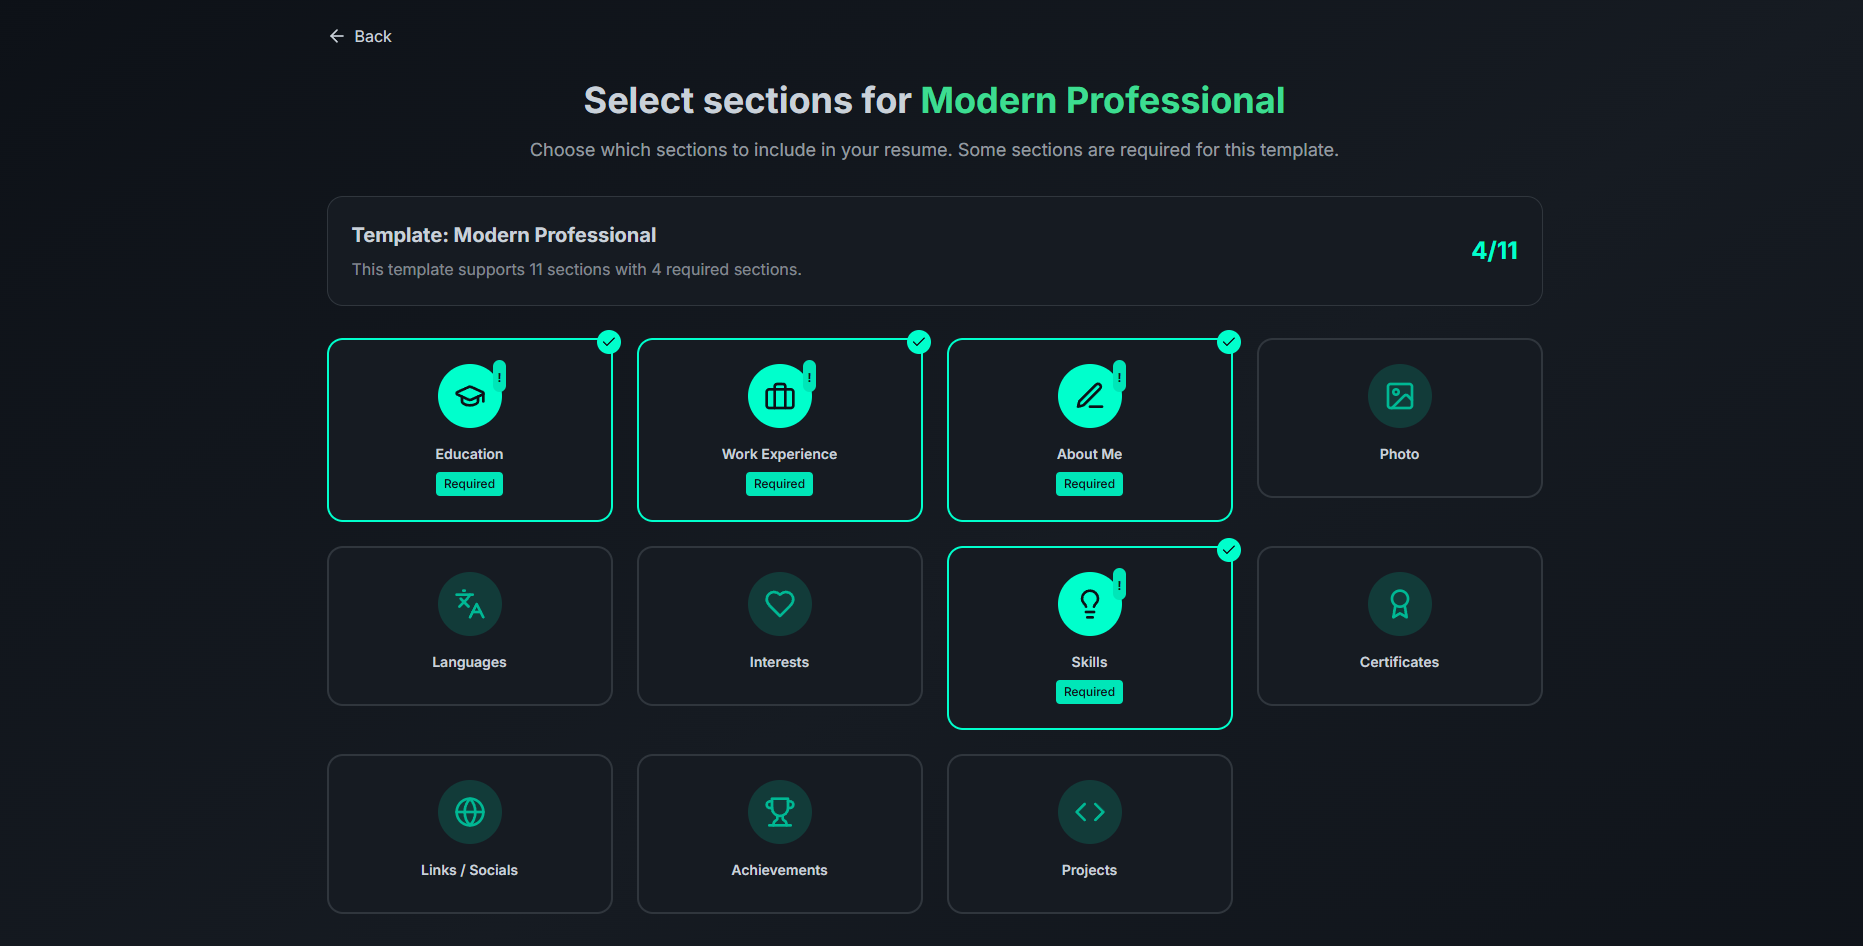 Back
Select sections for Modern Professional
Choose which sections to include in your resume. Some sections are required for this template.
Template: Modern Professional
This template supports 11 sections with 4 required sections.
4/11
!
Education
Required
!
Work Experience
Required
!
About Me
Required
Photo
Languages
Interests
!
Skills
Required
Certificates
Links / Socials
Achievements
Projects